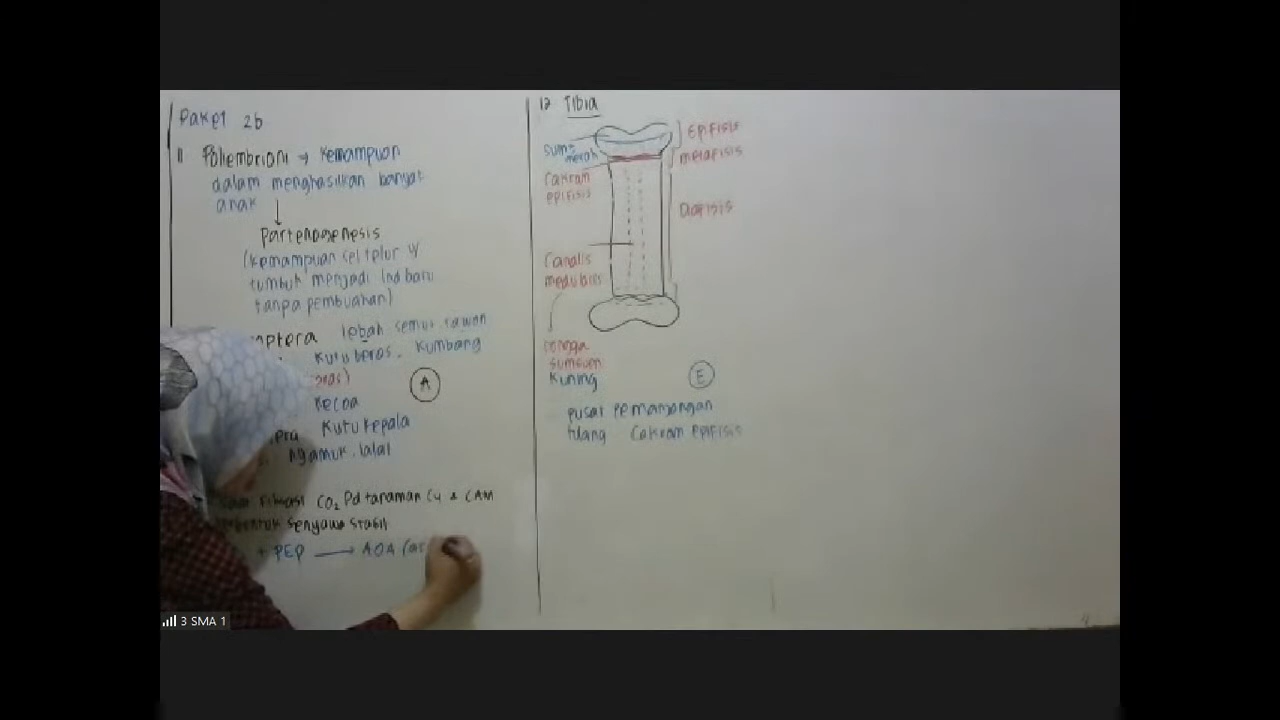 Paket 2b
11 Poliembrioni → Kemampuan
dalam menghasilkan banyak
anak
Partenogenesis
(Kemampuan sel telur u/
tumbuh menjadi ind baru
tanpa pembuahan)
ptera lebah semut. tawon
Kutu beras. Kumbang
Kecoa
Kutu kepala
ngamuk. lalat
Fiksasi CO2 Pd tanaman C4 & CAM
senyawa stabil
+ PEP → AOA (as
12 Tibia
Epifisis
Metafisis
sum=
merah
Cakram
epifisis
Diafisis
Canalis
medularis
rongga
sumsum
Kuning
A
E
pusat pemanjangan
tulang Cakram epifisis
3 SMA 1